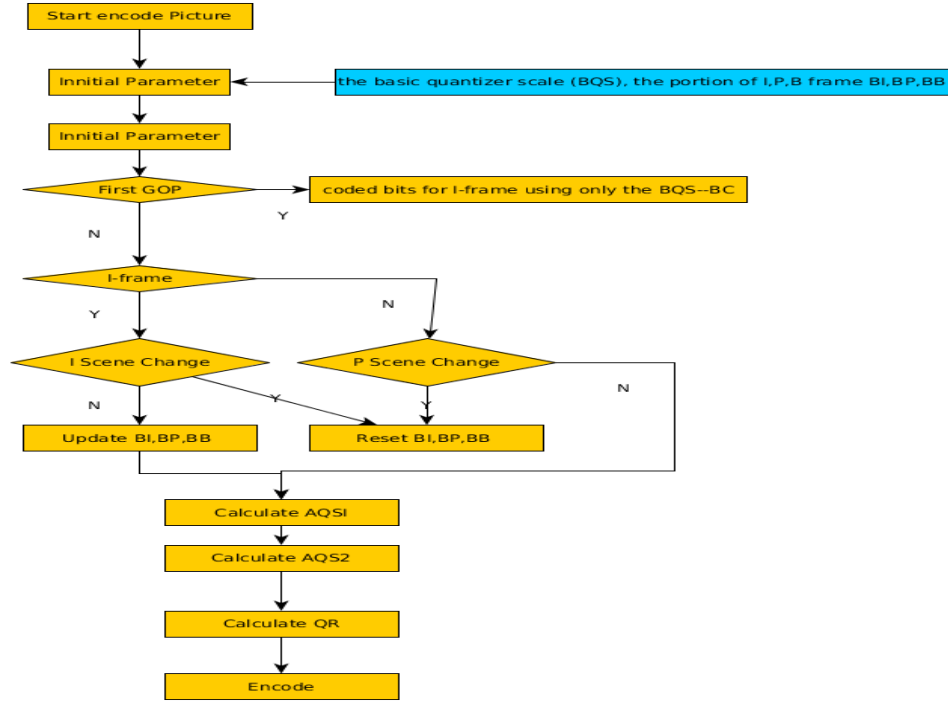 Start encode Picture
Innitial Parameter
the basic quantizer scale (BQS), the portion of I,P,B frame BI,BP,BB
Innitial Parameter
First GOP
coded bits for I-frame using only the BQS--BC
Y
N
I-frame
N
Y
I Scene Change
P Scene Change
N
N
Y
Y
Update BI,BP,BB
Reset BI,BP,BB
Calculate AQSI
Calculate AQS2
Calculate QR
Encode